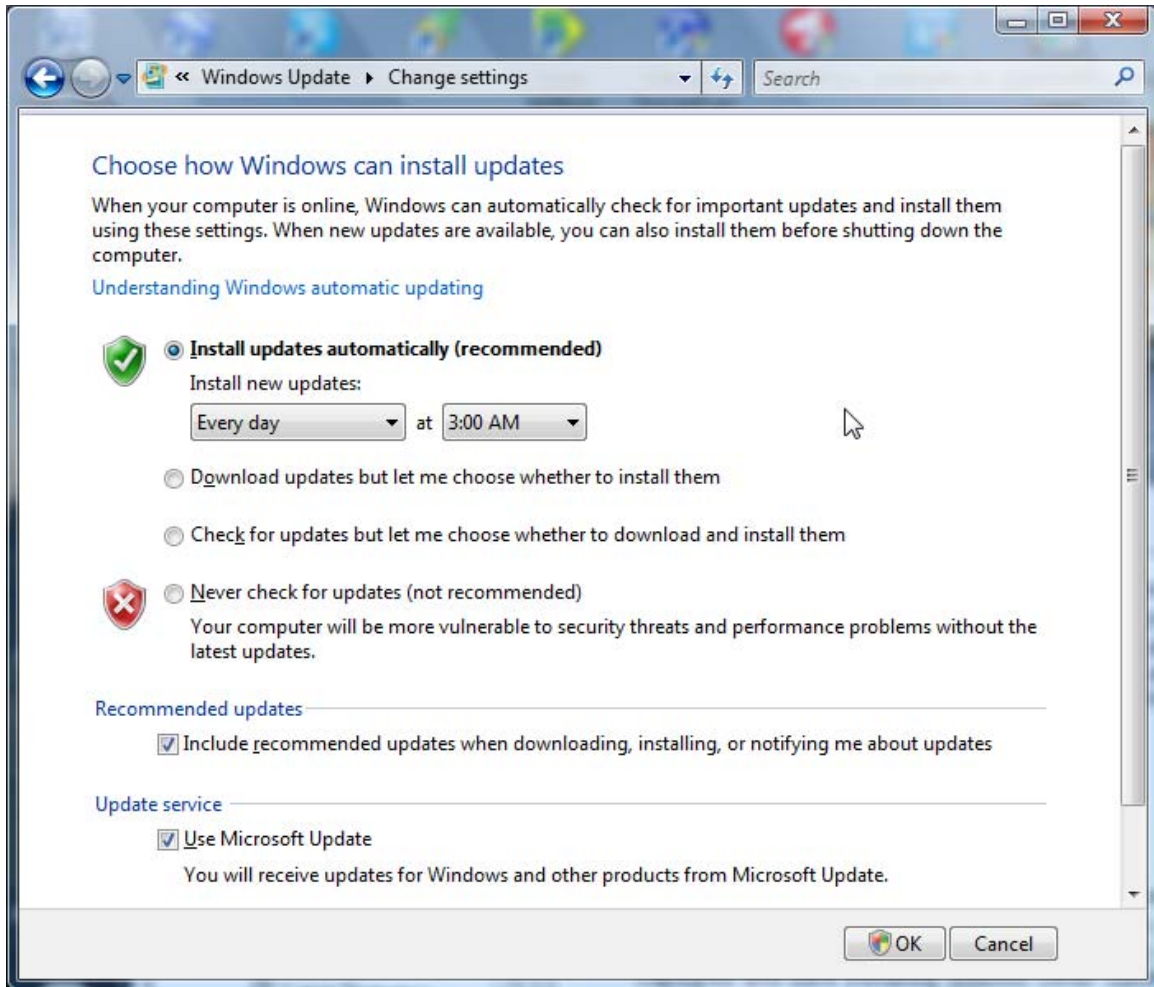 « Windows Update ▸ Change settings
Search
Choose how Windows can install updates
When your computer is online, Windows can automatically check for important updates and install them
using these settings. When new updates are available, you can also install them before shutting down the
computer.
Understanding Windows automatic updating
Install updates automatically (recommended)
Install new updates:
Every day at 3:00 AM
Download updates but let me choose whether to install them
Check for updates but let me choose whether to download and install them
Never check for updates (not recommended)
Your computer will be more vulnerable to security threats and performance problems without the
latest updates.
Recommended updates
Include recommended updates when downloading, installing, or notifying me about updates
Update service
Use Microsoft Update
You will receive updates for Windows and other products from Microsoft Update.
OK Cancel